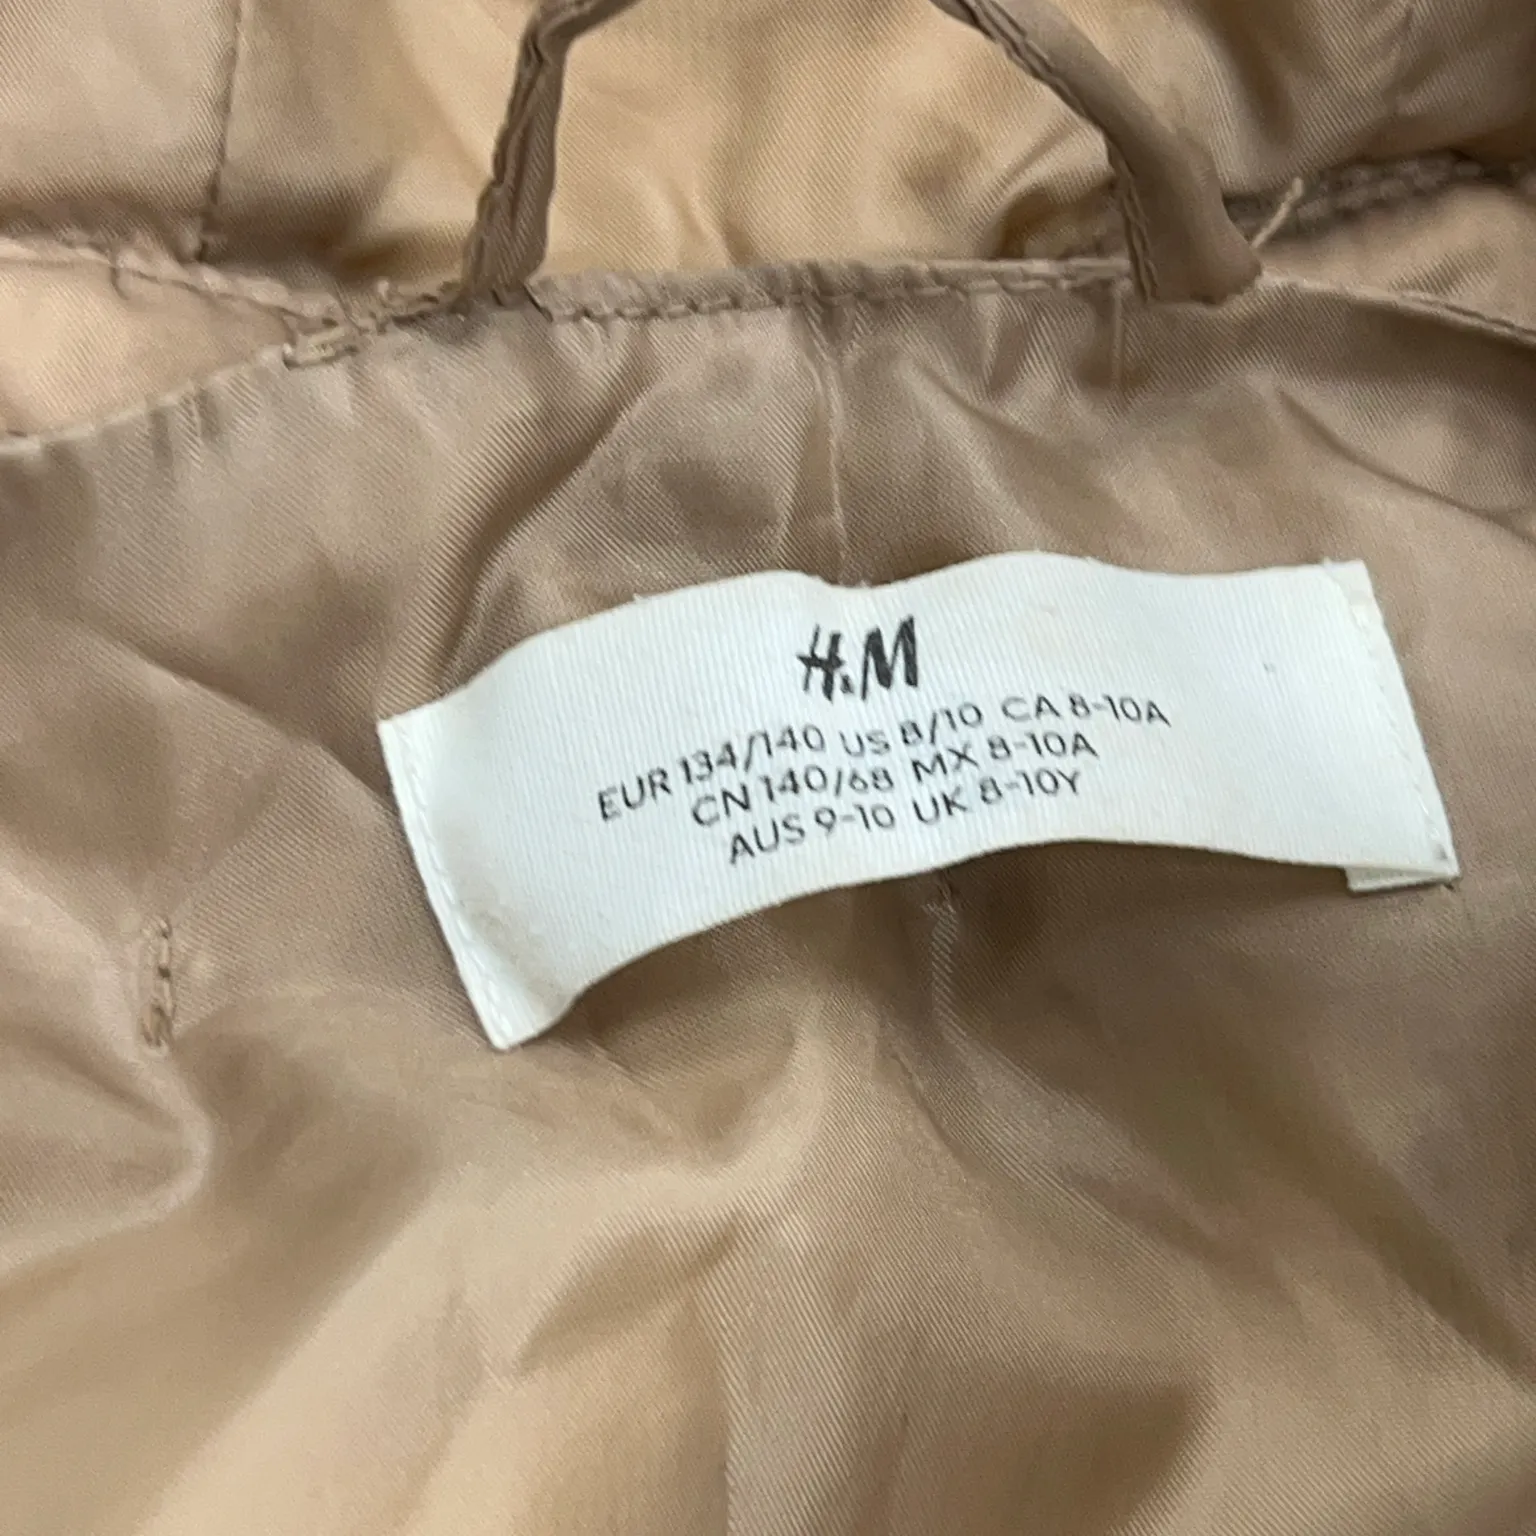 H&M
EUR 134/140 US 8/10 CA 8-10A
CN 140/68 MX 8-10A
AUS 9-10 UK 8-10Y